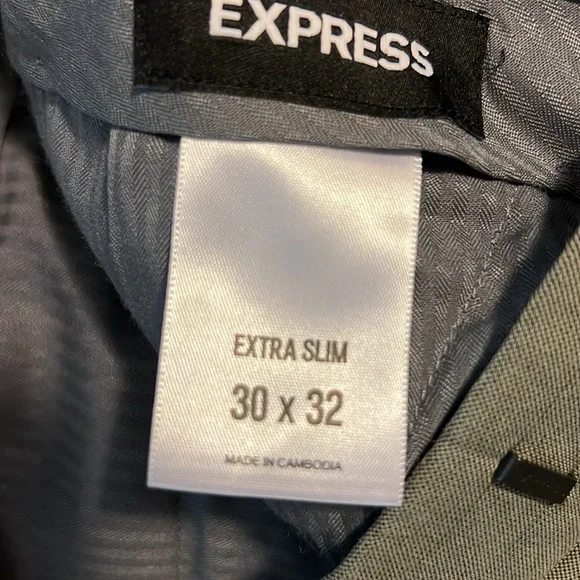 EXPRESS
EXTRA SLIM
30 x 32
MADE IN CAMBODIA